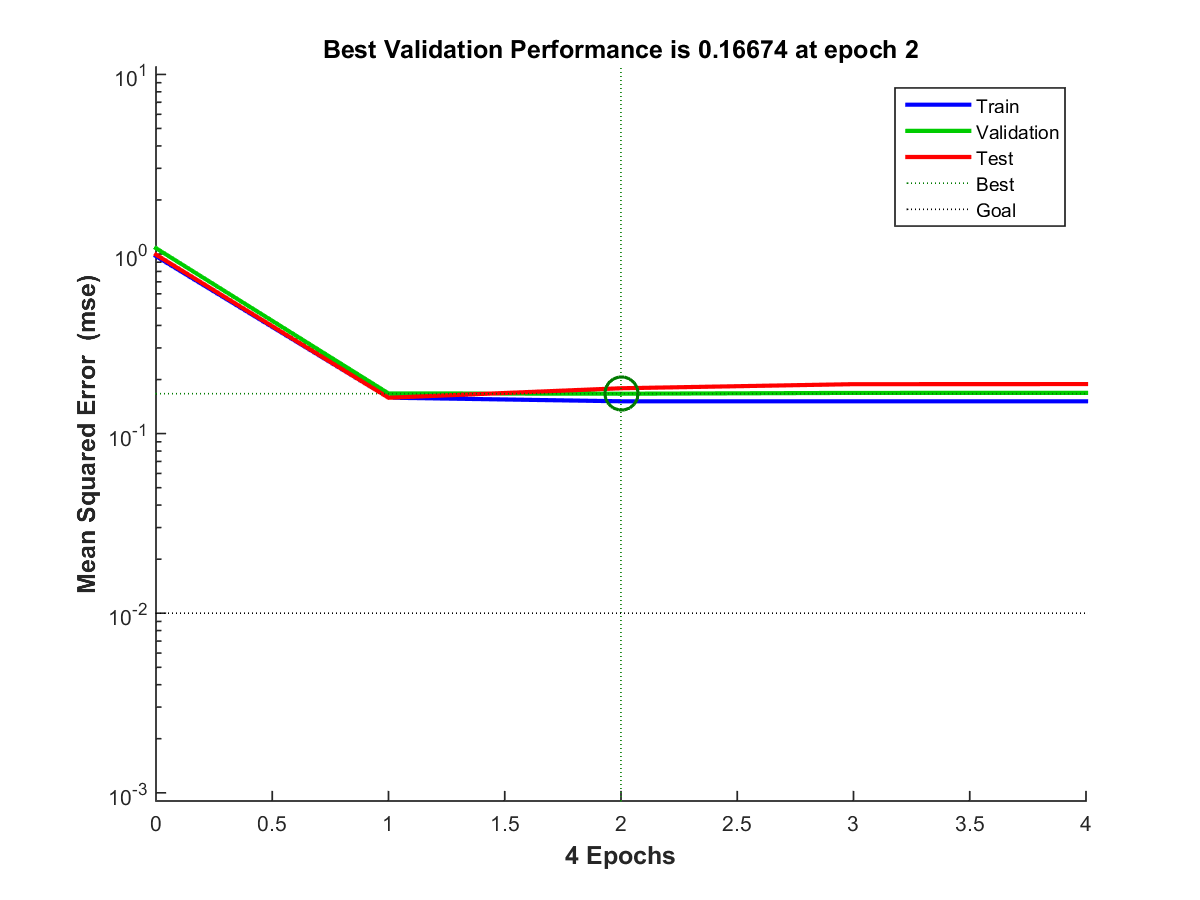 Best Validation Performance is 0.16674 at epoch 2
Mean Squared Error (mse)
10^1
10^0
10^-1
10^-2
10^-3
Train
Validation
Test
Best
Goal
0 0.5 1 1.5 2 2.5 3 3.5 4
4 Epochs